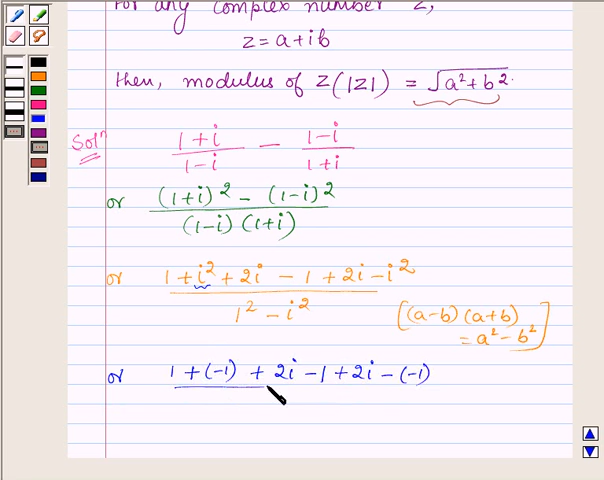 For any complex number Z,
z = a + ib
then, modulus of Z (|Z|) = √a² + b².
Solⁿ 1+i/1-i - 1-i/1+i
or (1+i)² - (1-i)²/(1-i) (1+i)
or 1 + i² + 2i - 1 + 2i - i²/1² - i²
[(a-b) (a+b) = a² - b²]
or 1 + (-1) + 2i - 1 + 2i - (-1)